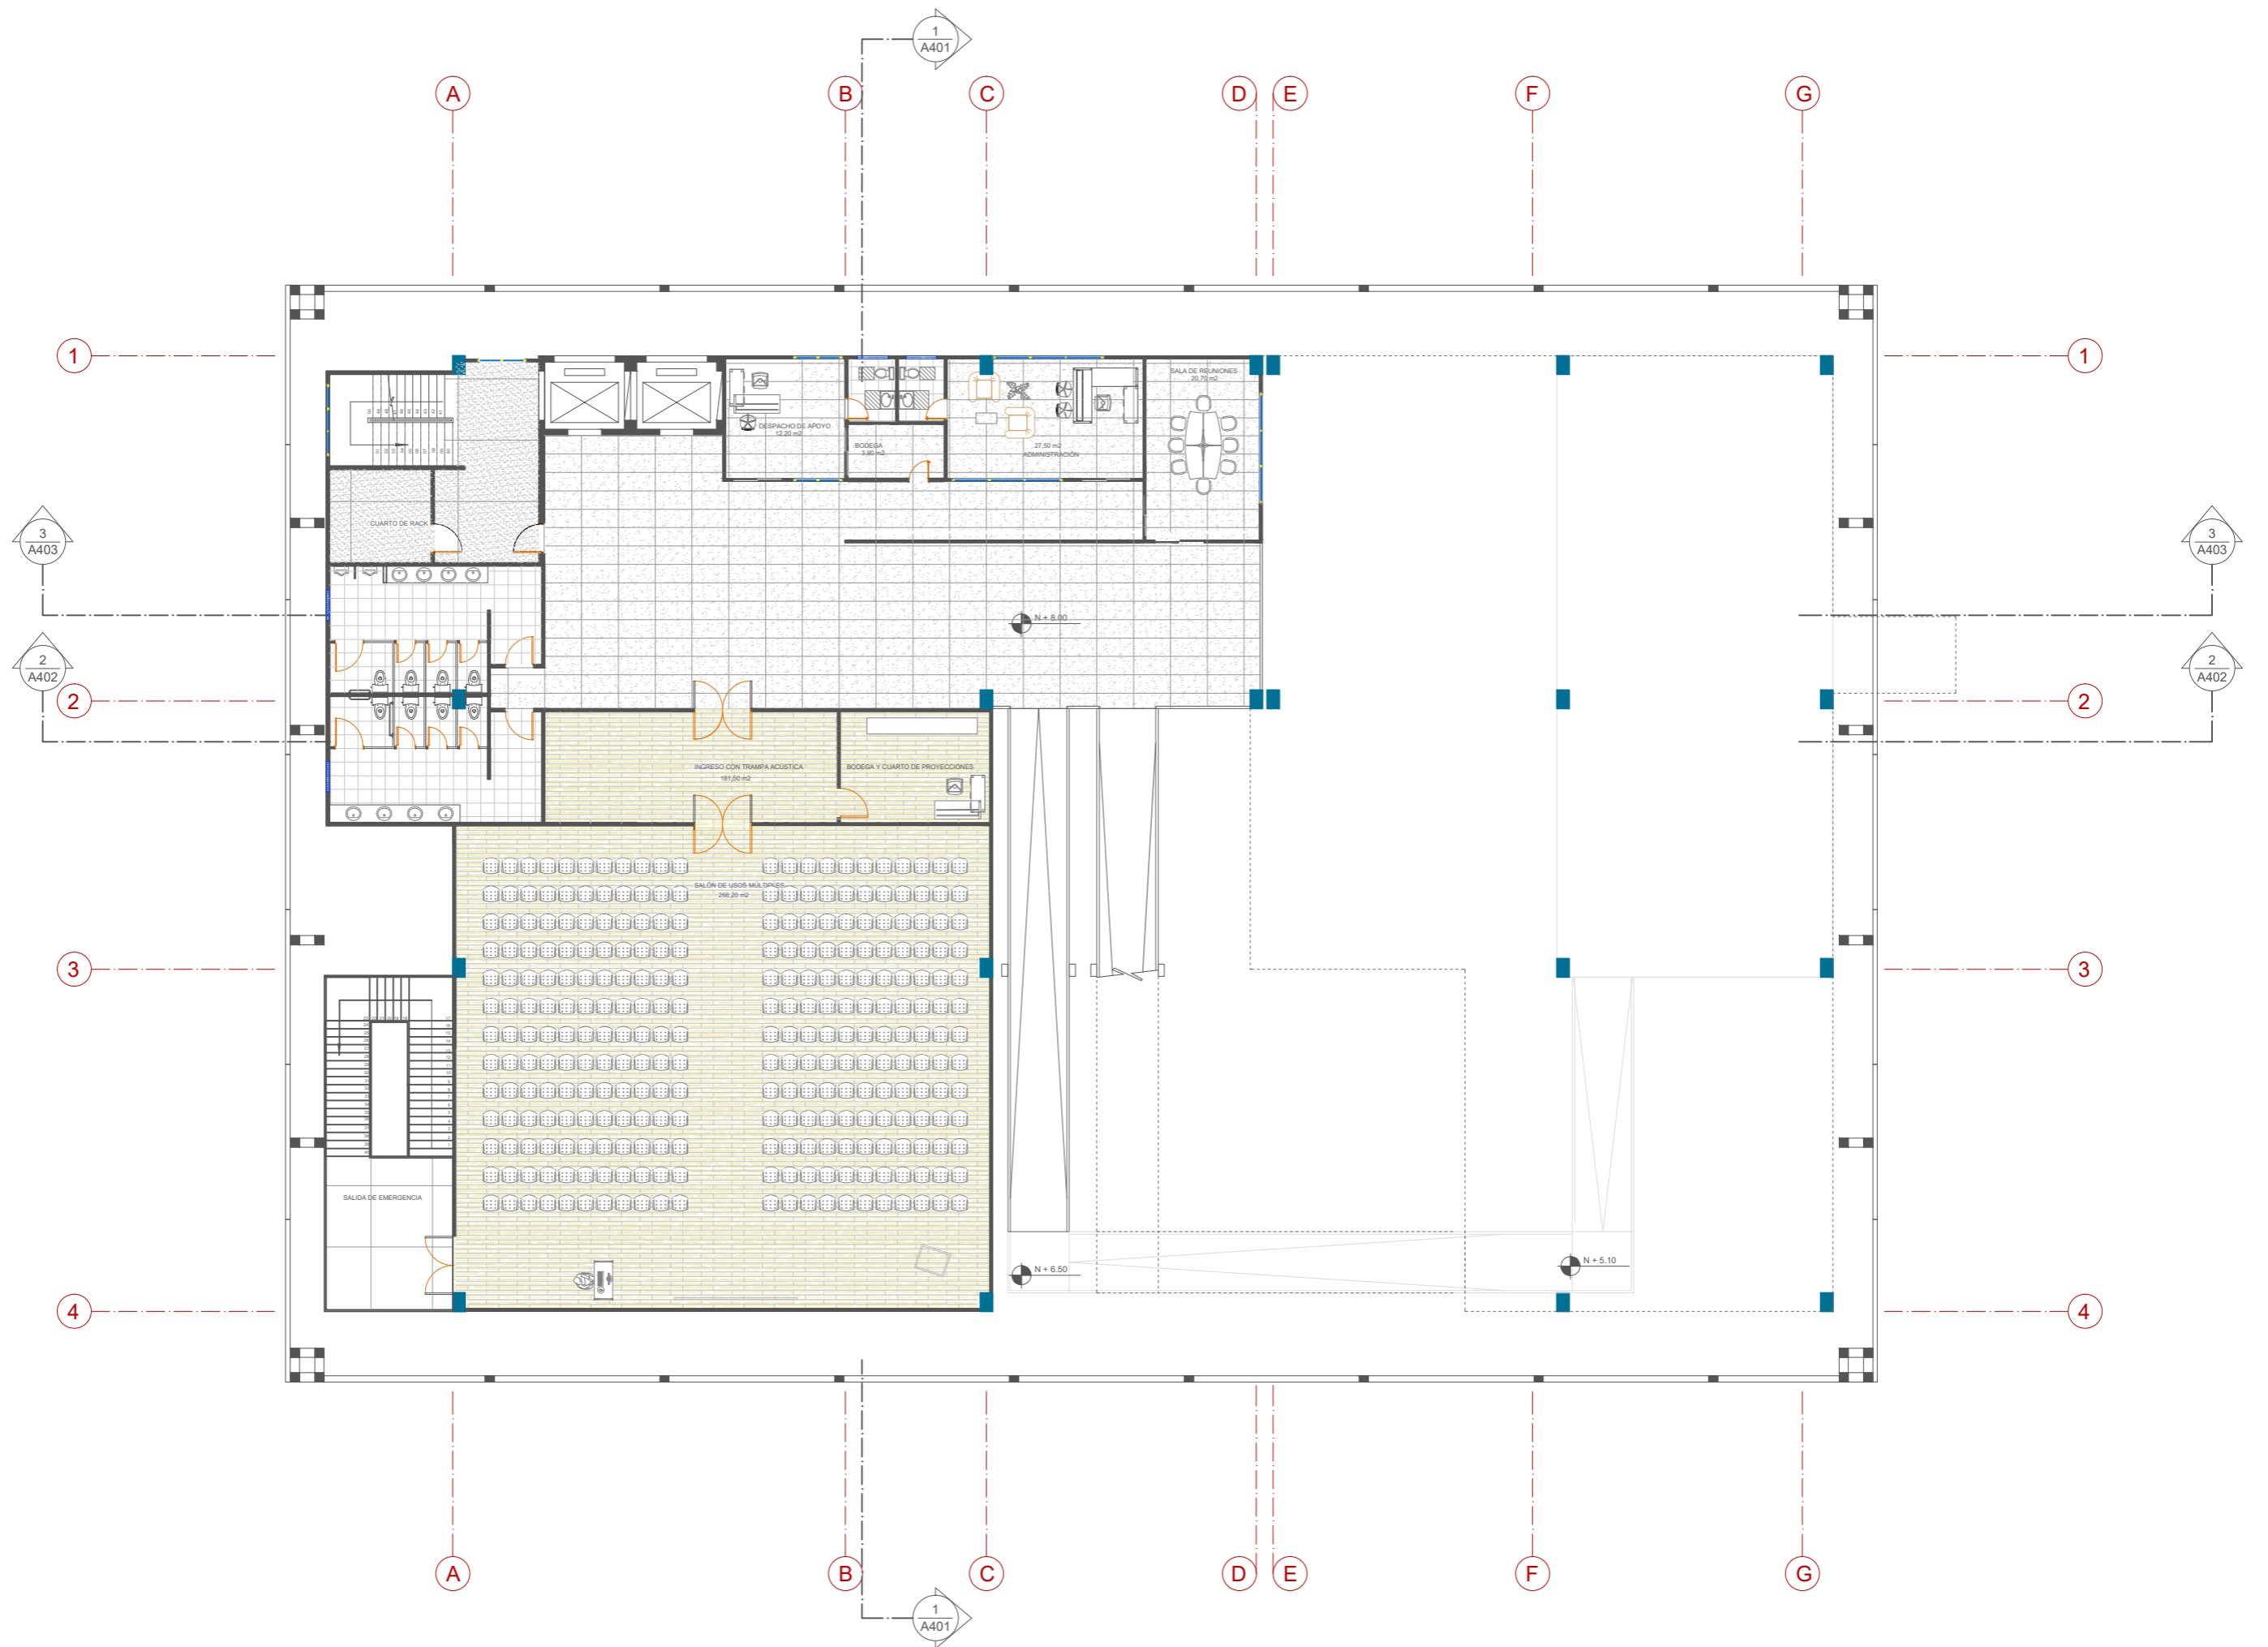 1
A401
A
B
C
D
E
F
G
1
1
SALA DE REUNIONES
20,70 m2
DESPACHO DE APOYO
12,20 m2
BODEGA
3,90 m2
27,50 m2
ADMINISTRACIÓN
CUARTO DE RACK
3
A403
3
A403
N + 8.00
2
A402
2
A402
2
2
INGRESO CON TRAMPA ACUSTICA
181,50 m2
BODEGA Y CUARTO DE PROYECCIONES
SALÓN DE USOS MÚLTIPLES
266,20 m2
3
3
SALIDA DE EMERGENCIA
N + 6.50
N + 5.10
4
4
A
B
C
D
E
F
G
1
A401